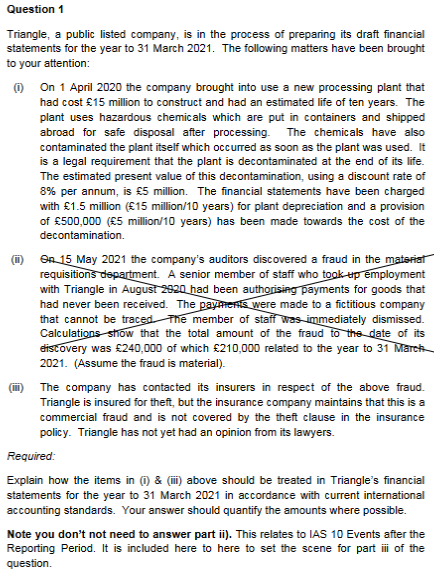 Question 1
Triangle, a public listed company, is in the process of preparing its draft financial
statements for the year to 31 March 2021. The following matters have been brought
to your attention:
(i) On 1 April 2020 the company brought into use a new processing plant that
had cost £15 million to construct and had an estimated life of ten years. The
plant uses hazardous chemicals which are put in containers and shipped
abroad for safe disposal after processing. The chemicals have also
contaminated the plant itself which occurred as soon as the plant was used. It
is a legal requirement that the plant is decontaminated at the end of its life.
The estimated present value of this decontamination, using a discount rate of
8% per annum, is £5 million. The financial statements have been charged
with £1.5 million (£15 million/10 years) for plant depreciation and a provision
of £500,000 (£5 million/10 years) has been made towards the cost of the
decontamination.
(ii) On 15 May 2021 the company's auditors discovered a fraud in the material
requisitions department. A senior member of staff who took up employment
with Triangle in August 2020 had been authorising payments for goods that
had never been received. The payments were made to a fictitious company
that cannot be traced. The member of staff was immediately dismissed.
Calculations show that the total amount of the fraud to the date of its
discovery was £240,000 of which £210,000 related to the year to 31 March
2021. (Assume the fraud is material).
(iii) The company has contacted its insurers in respect of the above fraud.
Triangle is insured for theft, but the insurance company maintains that this is a
commercial fraud and is not covered by the theft clause in the insurance
policy. Triangle has not yet had an opinion from its lawyers.
Required:
Explain how the items in (i) & (iii) above should be treated in Triangle's financial
statements for the year to 31 March 2021 in accordance with current international
accounting standards. Your answer should quantify the amounts where possible.
Note you don't not need to answer part ii). This relates to IAS 10 Events after the
Reporting Period. It is included here to here to set the scene for part iii of the
question.